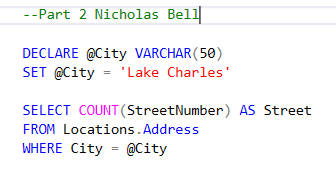 --Part 2 Nicholas Bell
DECLARE @City VARCHAR(50)
SET @City = 'Lake Charles'
SELECT COUNT(StreetNumber) AS Street
FROM Locations.Address
WHERE City = @City